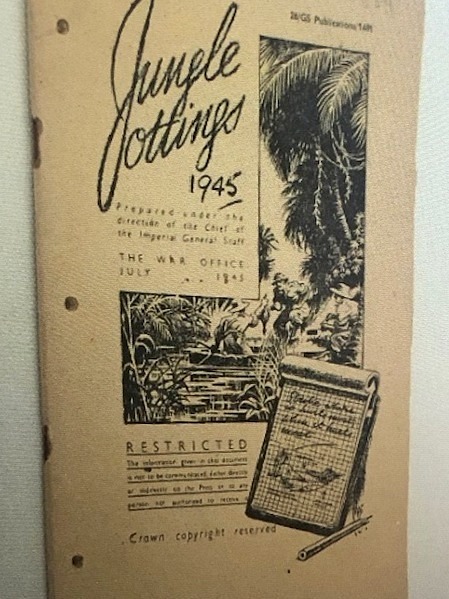 26/GS Publications/1491
Jungle
Jottings
1945
Prepared under the
direction of the Chief of
the Imperial General Staff
THE WAR OFFICE
JULY 1945
RESTRICTED
The information given in this document
is not to be communicated, either directly
or indirectly to the Press or to any
person not authorised to receive it
Crown copyright reserved